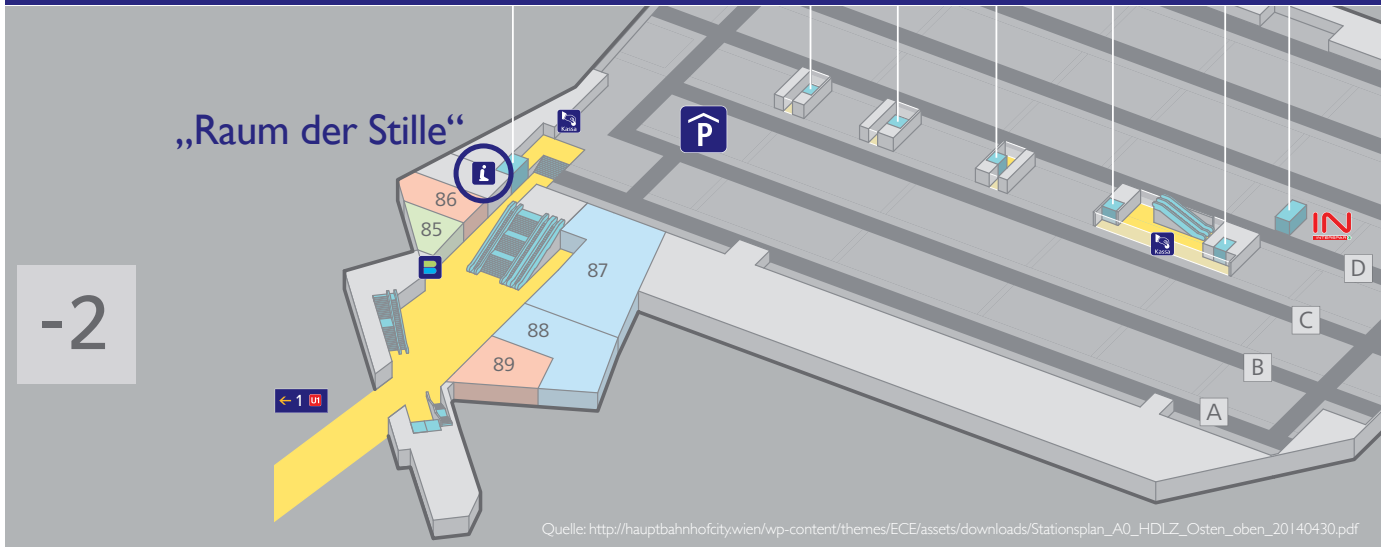 „Raum der Stille“
Kassa
P
i
86
85
87
88
89
-2
← 1 U1
Kassa
IN
D
C
B
A
Quelle: http://hauptbahnhofcity.wien/wp-content/themes/ECE/assets/downloads/Stationsplan_A0_HDLZ_Osten_oben_20140430.pdf